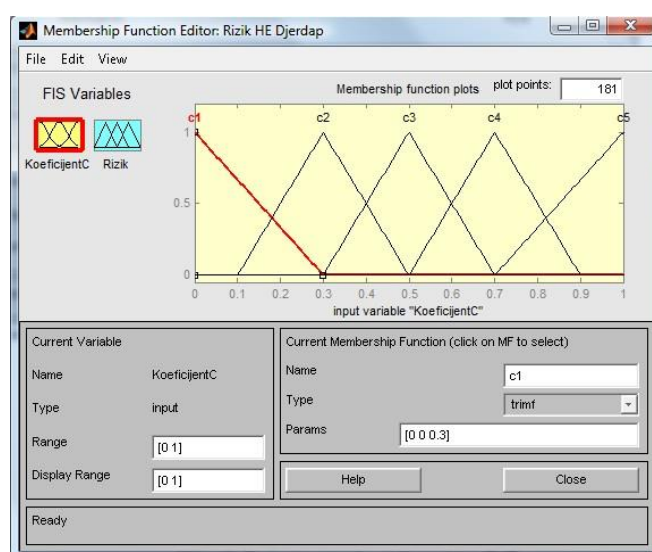 Membership Function Editor: Rizik HE Djerdap
File Edit View
FIS Variables
KoeficijentC Rizik
Membership function plots plot points: 181
c1 c2 c3 c4 c5
1
0.5
0
0 0.1 0.2 0.3 0.4 0.5 0.6 0.7 0.8 0.9 1
input variable "KoeficijentC"
Current Variable
Name KoeficijentC
Type input
Range [0 1]
Display Range [0 1]
Current Membership Function (click on MF to select)
Name c1
Type trimf
Params [0 0 0.3]
Help Close
Ready